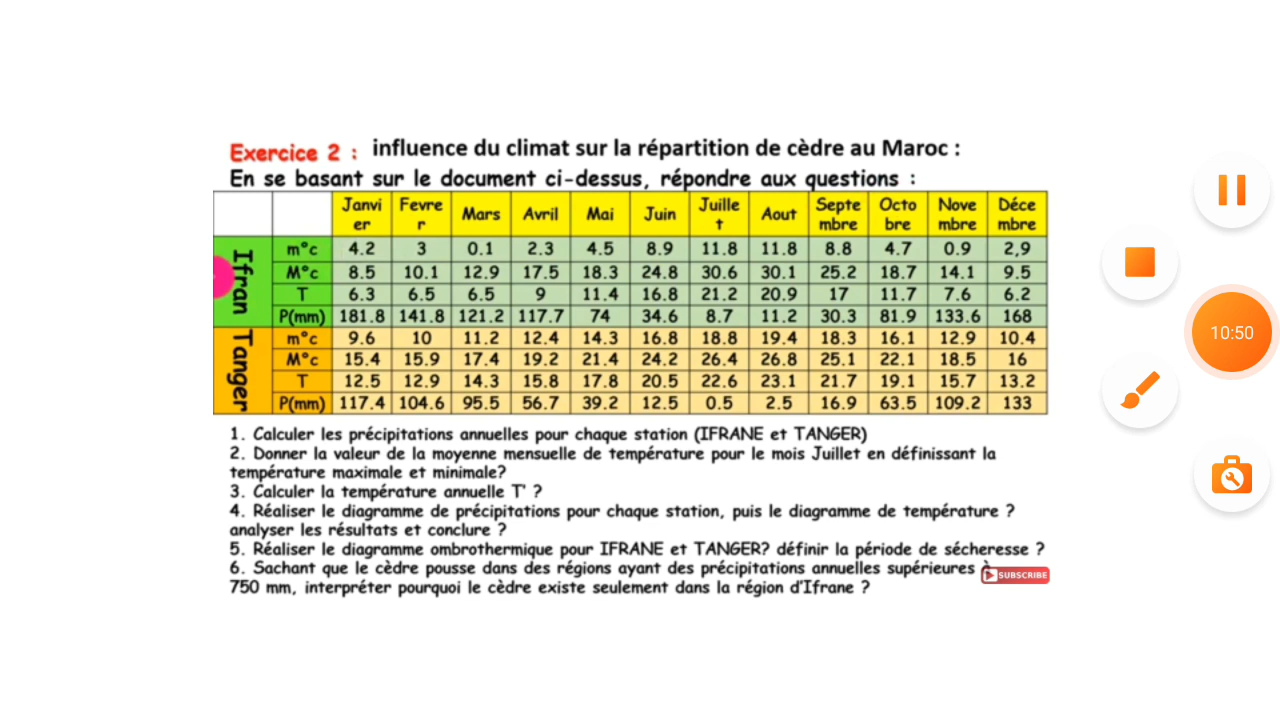 Exercice 2 : influence du climat sur la répartition de cèdre au Maroc :
En se basant sur le document ci-dessus, répondre aux questions :
Janvier Fevrer Mars Avril Mai Juin Juillet Aout Septembre Octobre Novembre Décembre
Ifran
m°c 4.2 3 0.1 2.3 4.5 8.9 11.8 11.8 8.8 4.7 0.9 2,9
M°c 8.5 10.1 12.9 17.5 18.3 24.8 30.6 30.1 25.2 18.7 14.1 9.5
T 6.3 6.5 6.5 9 11.4 16.8 21.2 20.9 17 11.7 7.6 6.2
P(mm) 181.8 141.8 121.2 117.7 74 34.6 8.7 11.2 30.3 81.9 133.6 168
Tanger
m°c 9.6 10 11.2 12.4 14.3 16.8 18.8 19.4 18.3 16.1 12.9 10.4
M°c 15.4 15.9 17.4 19.2 21.4 24.2 26.4 26.8 25.1 22.1 18.5 16
T 12.5 12.9 14.3 15.8 17.8 20.5 22.6 23.1 21.7 19.1 15.7 13.2
P(mm) 117.4 104.6 95.5 56.7 39.2 12.5 0.5 2.5 16.9 63.5 109.2 133
1. Calculer les précipitations annuelles pour chaque station (IFRANE et TANGER)
2. Donner la valeur de la moyenne mensuelle de température pour le mois Juillet en définissant la
température maximale et minimale?
3. Calculer la température annuelle T' ?
4. Réaliser le diagramme de précipitations pour chaque station, puis le diagramme de température ?
analyser les résultats et conclure ?
5. Réaliser le diagramme ombrothermique pour IFRANE et TANGER? définir la période de sécheresse ?
6. Sachant que le cèdre pousse dans des régions ayant des précipitations annuelles supérieures à
750 mm, interpréter pourquoi le cèdre existe seulement dans la région d'Ifrane ?
SUBSCRIBE
10:50